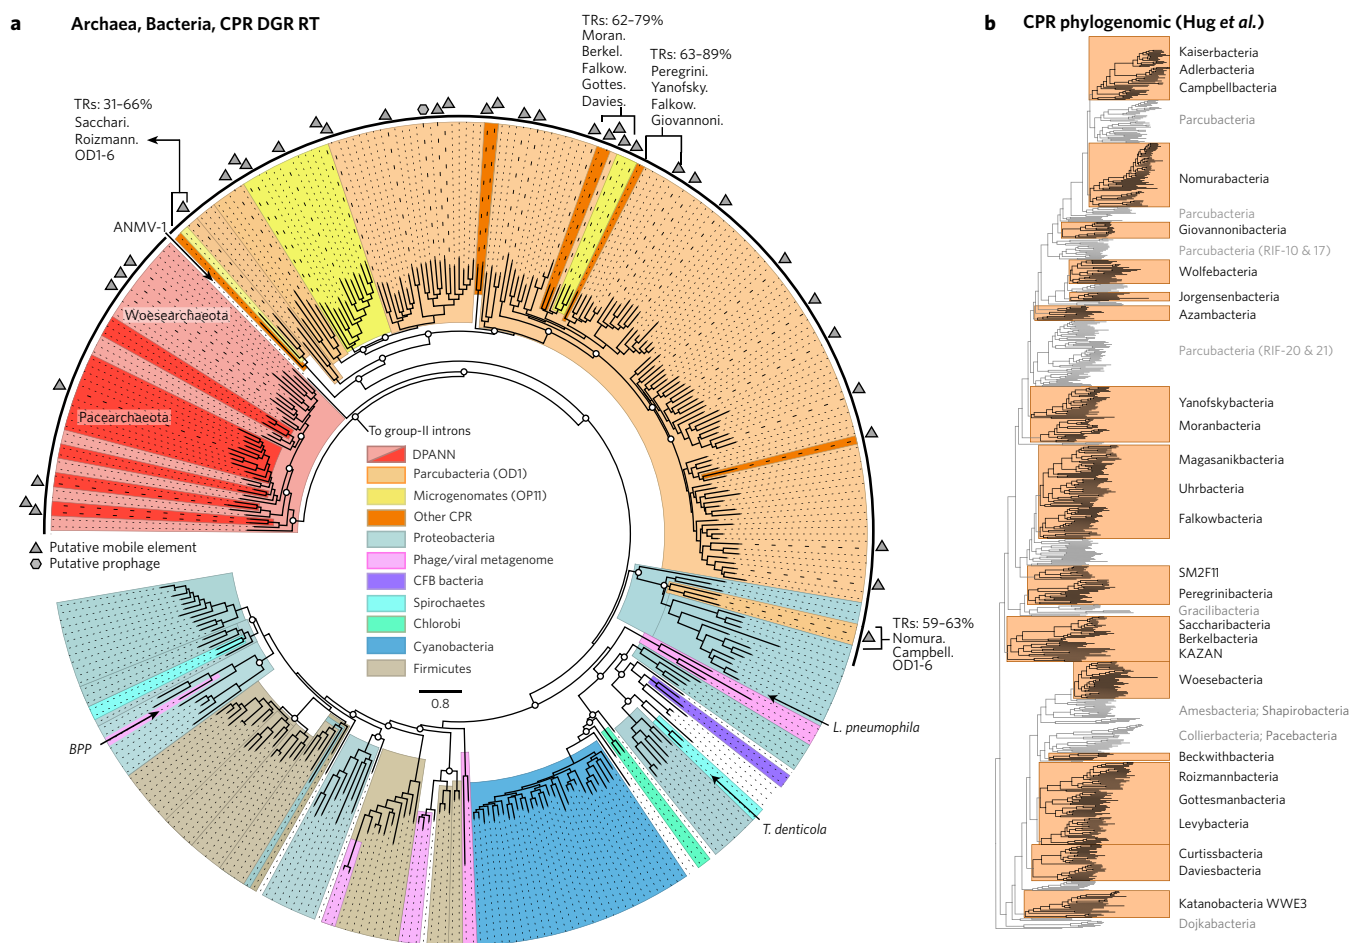 a
Archaea, Bacteria, CPR DGR RT
TRs: 62–79%
Moran.
Berkel.
Falkow.
Gottes.
Davies.
TRs: 63–89%
Peregrini.
Yanofsky.
Falkow.
Giovannoni.
TRs: 31–66%
Sacchari.
Roizmann.
OD1-6
ANMV-1
Woesearchaeota
Pacearchaeota
To group-II introns
DPANN
Parcubacteria (OD1)
Microgenomates (OP11)
Other CPR
Proteobacteria
Phage/viral metagenome
CFB bacteria
Spirochaetes
Chlorobi
Cyanobacteria
Firmicutes
0.8
Putative mobile element
Putative prophage
TRs: 59–63%
Nomura.
Campbell.
OD1-6
L. pneumophila
BPP
T. denticola
b
CPR phylogenomic (Hug et al.)
Kaiserbacteria
Adlerbacteria
Campbellbacteria
Parcubacteria
Nomurabacteria
Parcubacteria
Giovannonibacteria
Parcubacteria (RIF-10 & 17)
Wolfebacteria
Jorgensenbacteria
Azambacteria
Parcubacteria (RIF-20 & 21)
Yanofskybacteria
Moranbacteria
Magasanikbacteria
Uhrbacteria
Falkowbacteria
SM2F11
Peregrinibacteria
Gracilibacteria
Saccharibacteria
Berkelbacteria
KAZAN
Woesebacteria
Amesbacteria; Shapirobacteria
Collierbacteria; Pacebacteria
Beckwithbacteria
Roizmannbacteria
Gottesmanbacteria
Levybacteria
Curtissbacteria
Daviesbacteria
Katanobacteria WWE3
Dojkabacteria